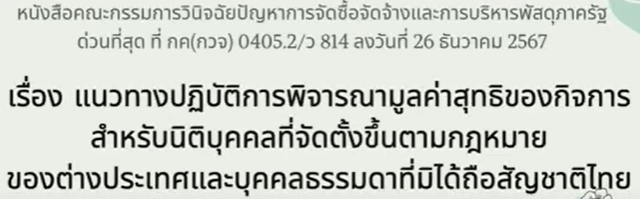 หนังสือคณะกรรมการวินิจฉัยปัญหาการจัดซื้อจัดจ้างและการบริหารพัสดุภาครัฐ
ด่วนที่สุด ที่ กค(กวจ) 0405.2/ว 814 ลงวันที่ 26 ธันวาคม 2567
เรื่อง แนวทางปฏิบัติการพิจารณามูลค่าสุทธิของกิจการ
สำหรับนิติบุคคลที่จัดตั้งขึ้นตามกฎหมาย
ของต่างประเทศและบุคคลธรรมดาที่มิได้ถือสัญชาติไทย